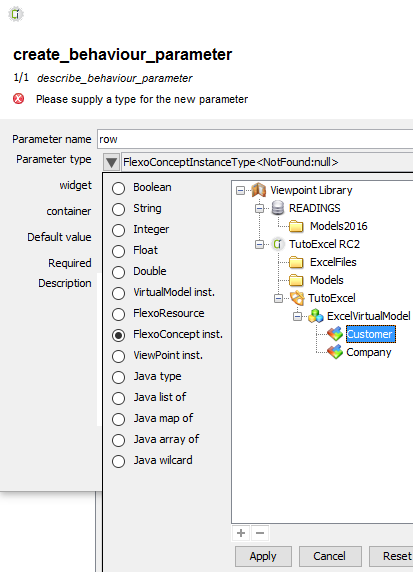 create_behaviour_parameter
1/1 describe_behaviour_parameter
Please supply a type for the new parameter
Parameter name row
Parameter type FlexoConceptInstanceType<NotFound:null>
widget
container
Default value
Required
Description
Boolean
String
Integer
Float
Double
VirtualModel inst.
FlexoResource
FlexoConcept inst.
ViewPoint inst.
Java type
Java list of
Java map of
Java array of
Java wilcard
Viewpoint Library
READINGS
Models2016
TutoExcel RC2
ExcelFiles
Models
TutoExcel
ExcelVirtualModel
Customer
Company
Apply Cancel Reset